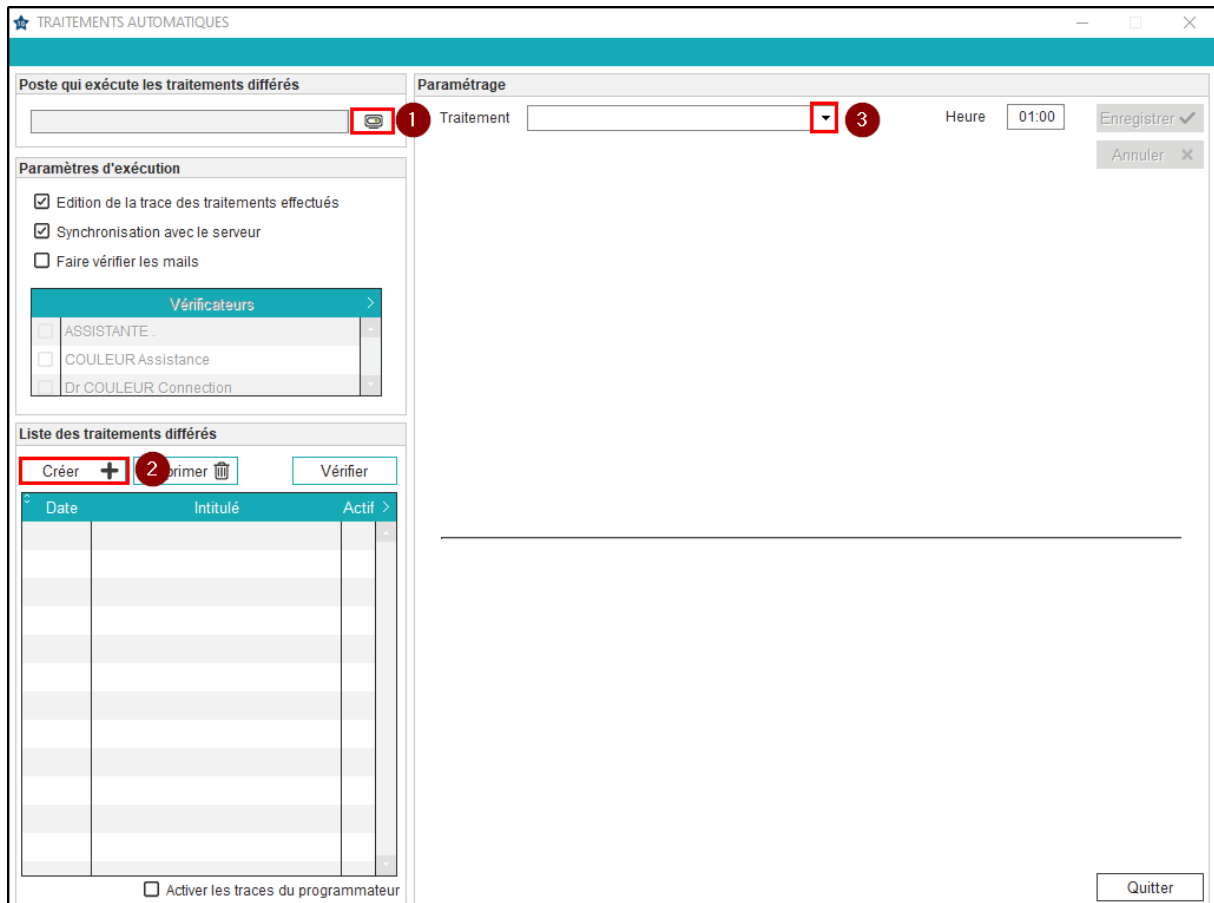 TRAITEMENTS AUTOMATIQUES
Poste qui exécute les traitements différés
1
Paramètres d'exécution
Edition de la trace des traitements effectués
Synchronisation avec le serveur
Faire vérifier les mails
Vérificateurs
ASSISTANTE .
COULEUR Assistance
Dr COULEUR Connection
Liste des traitements différés
Créer 2 primer Vérifier
Date Intitulé Actif
Activer les traces du programmateur
Paramétrage
Traitement 3 Heure 01:00 Enregistrer
Annuler
Quitter